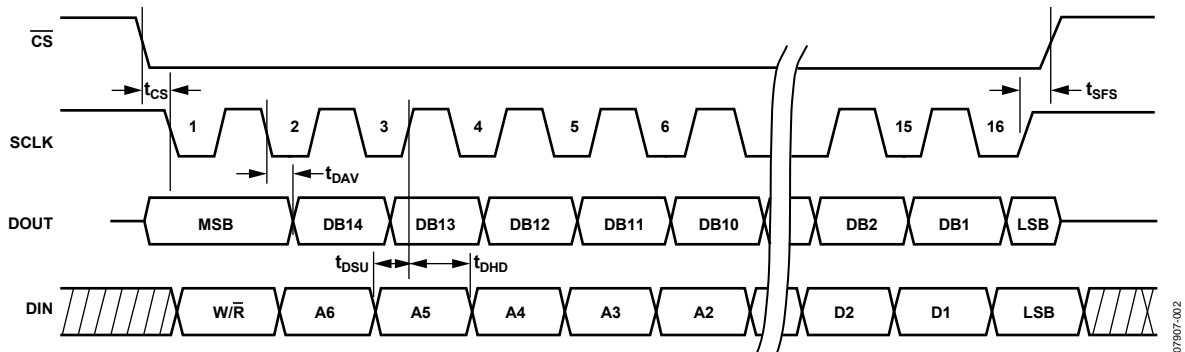 CS
tCS
tSFS
SCLK
1 2 3 4 5 6 15 16
tDAV
DOUT
MSB DB14 DB13 DB12 DB11 DB10 DB2 DB1 LSB
tDSU tDHD
DIN
W/R A6 A5 A4 A3 A2 D2 D1 LSB
07907-002